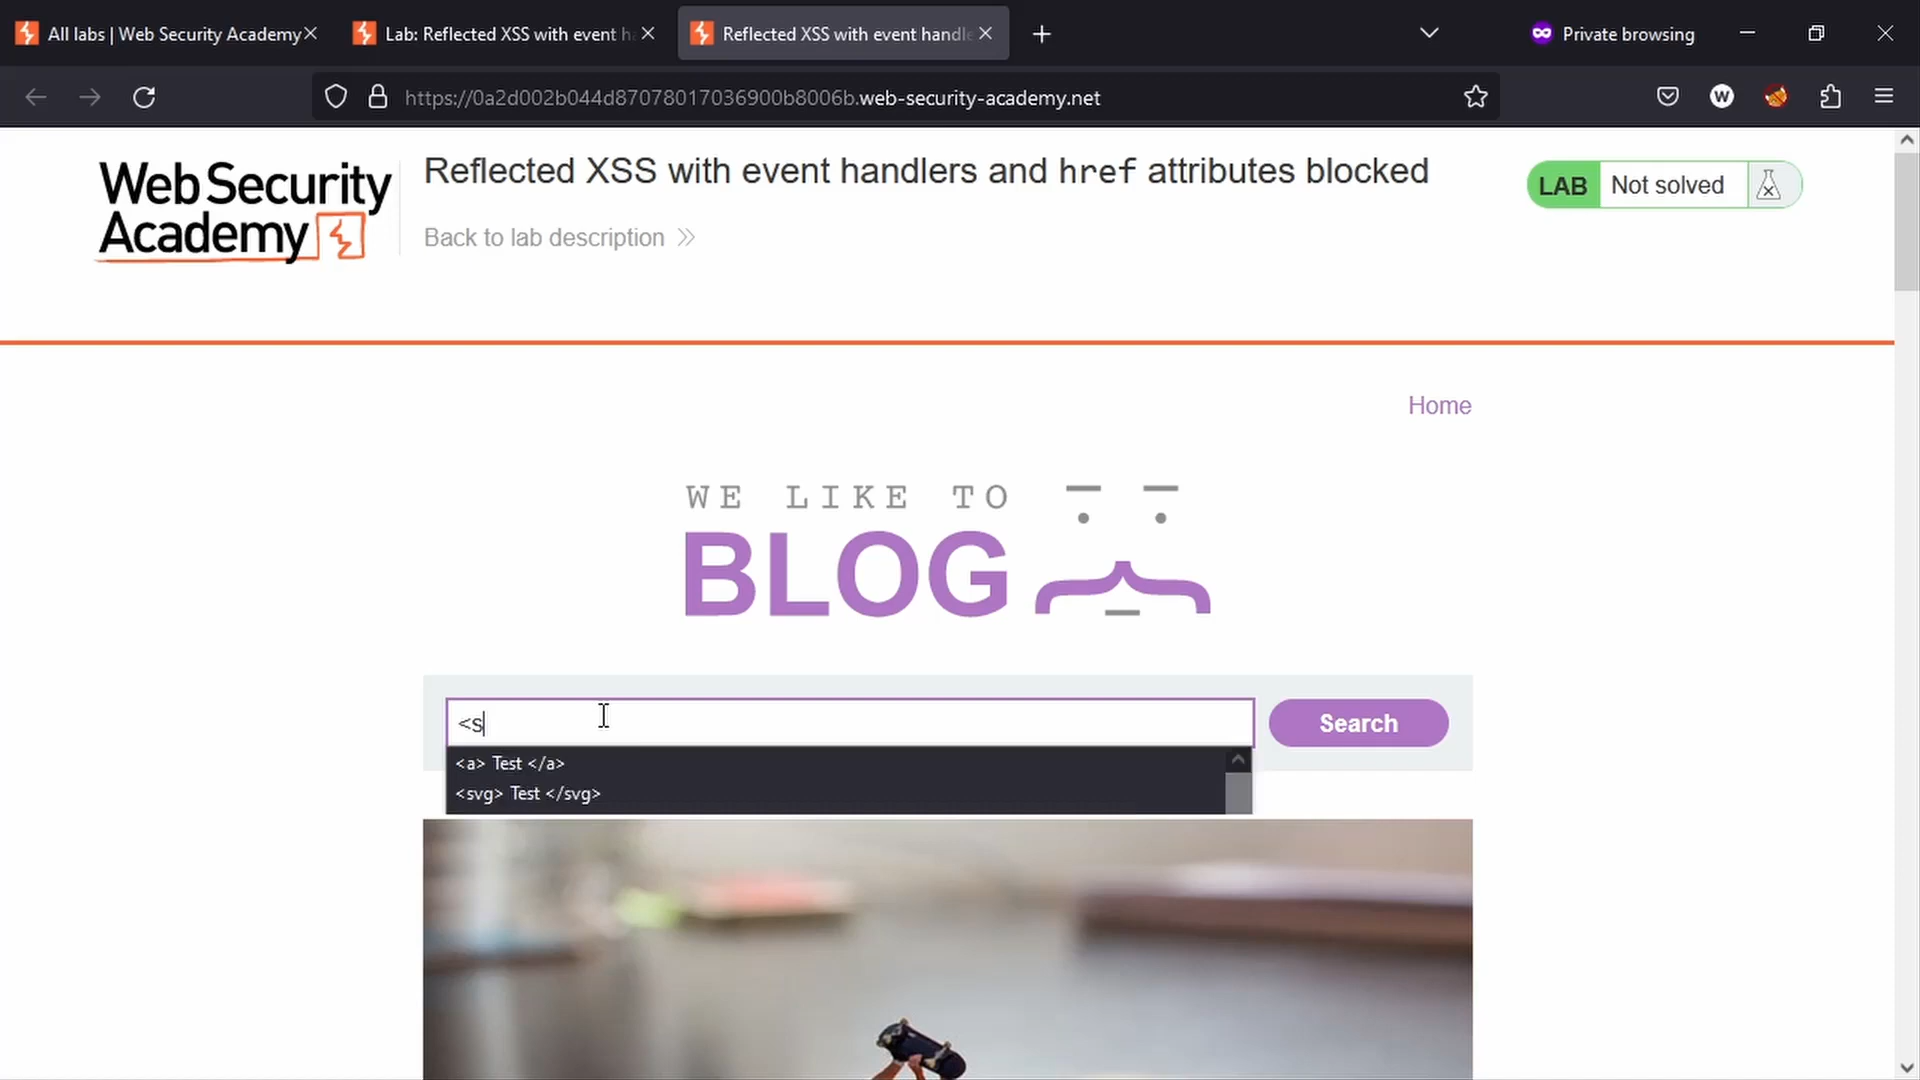 All labs | Web Security Academy
Lab: Reflected XSS with event h
Reflected XSS with event handle
Private browsing
https://0a2d002b044d87078017036900b8006b.web-security-academy.net
W
Web Security
Academy
Reflected XSS with event handlers and href attributes blocked
Back to lab description
LAB
Not solved
Home
WE LIKE TO
BLOG
<s
Search
<a> Test </a>
<svg> Test </svg>